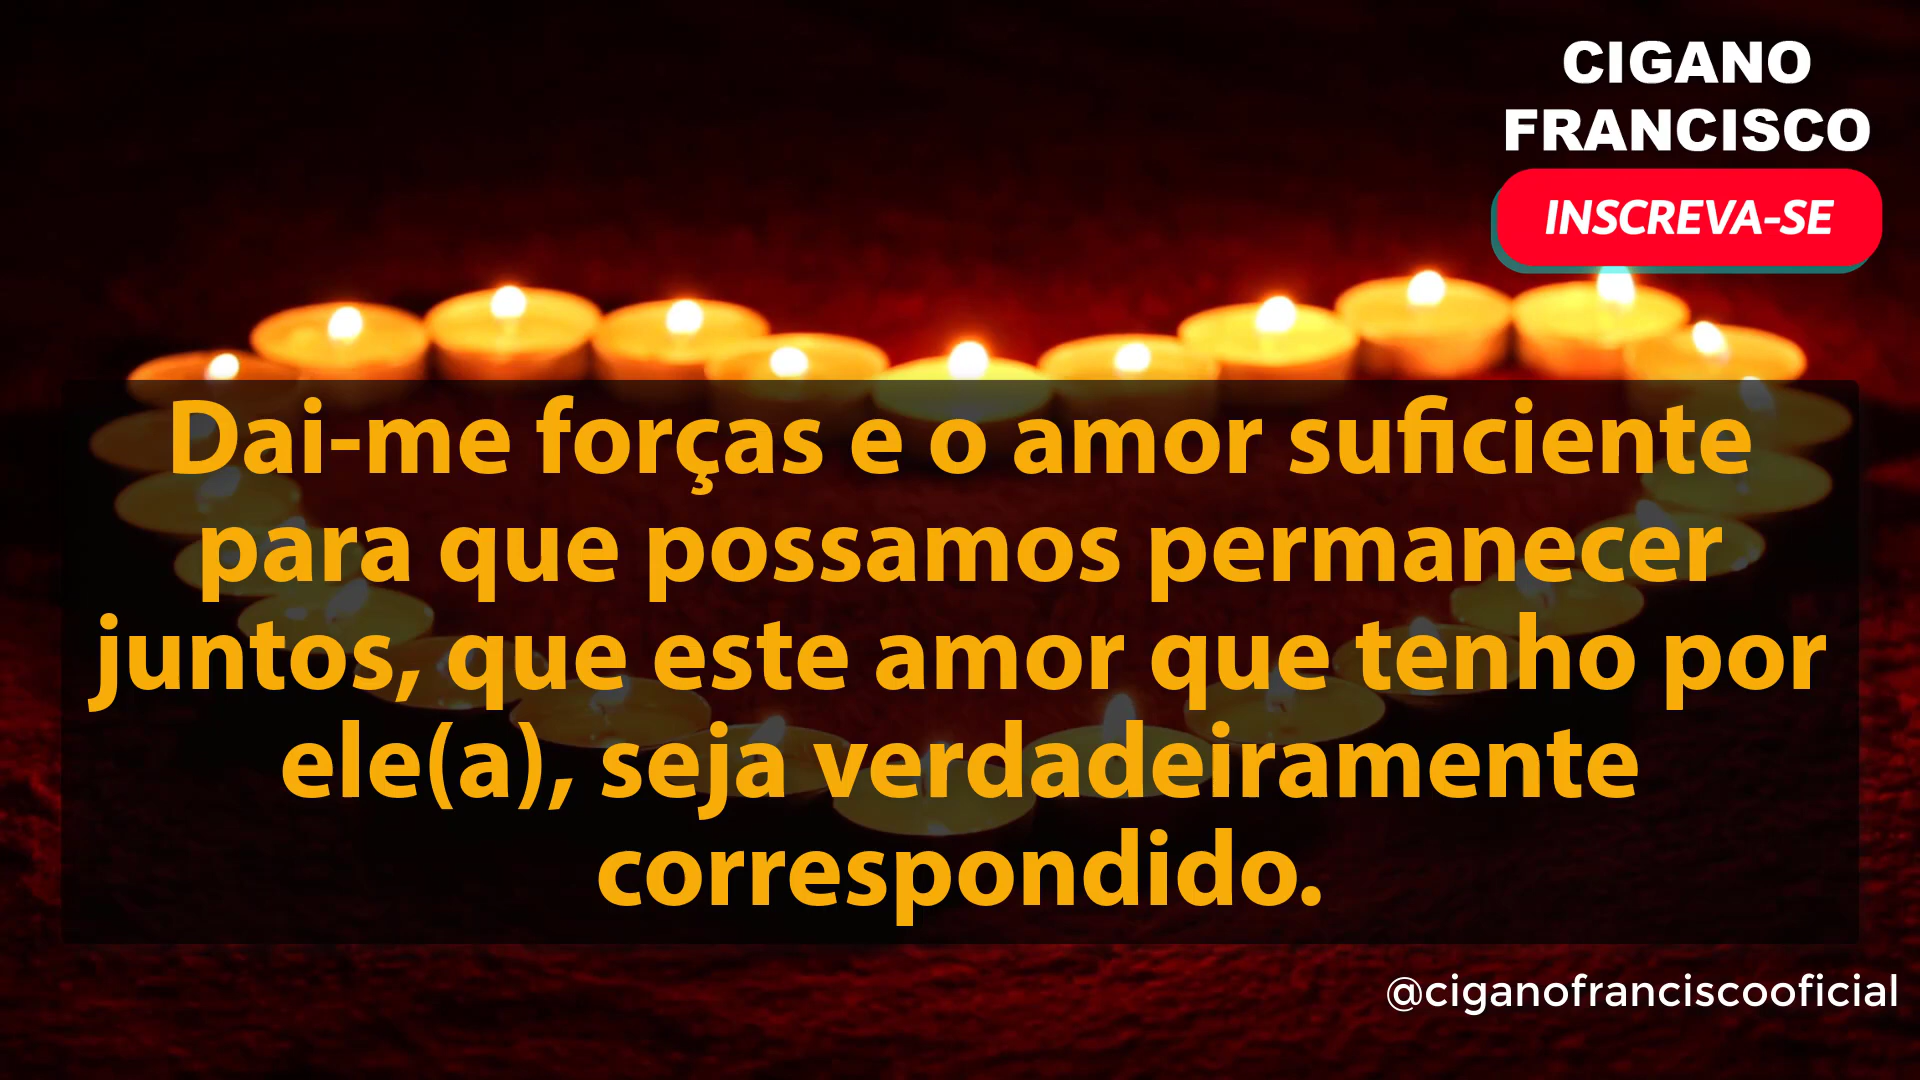 CIGANO
FRANCISCO
INSCREVA-SE
Dai-me forças e o amor suficiente
para que possamos permanecer
juntos, que este amor que tenho por
ele(a), seja verdadeiramente
correspondido.
@ciganofranciscooficial